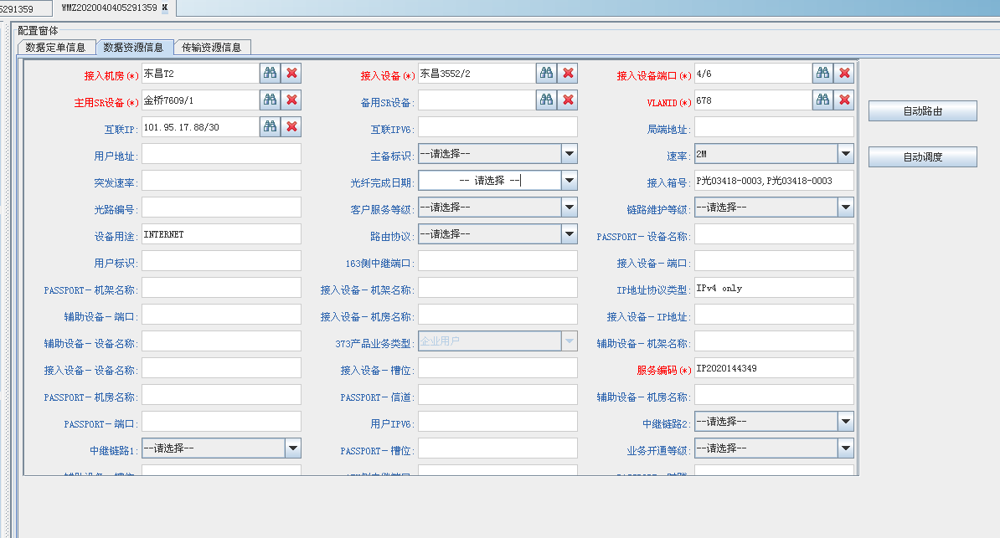 5291359 WMZ2020040405291359 x
配置窗体
数据定单信息 数据资源信息 传输资源信息
接入机房(*) 东昌T2 接入设备(*) 东昌3552/2 接入设备端口(*) 4/6
主用SR设备(*) 金桥7609/1 备用SR设备: VLANID(*) 678
自动路由
互联IP: 101.95.17.88/30 互联IPV6: 局端地址:
用户地址: 主备标识: --请选择-- 速率: 2M
自动调度
突发速率: 光纤完成日期: -- 请选择 -- 接入箱号: P光03418-0003,P光03418-0003
光路编号: 客户服务等级: --请选择-- 链路维护等级: --请选择--
设备用途: INTERNET 路由协议: --请选择-- PASSPORT－设备名称:
用户标识: 163侧中继端口: 接入设备－端口:
PASSPORT－机架名称: 接入设备－机架名称: IP地址协议类型: IPv4 only
辅助设备－端口: 接入设备－机房名称: 接入设备－IP地址:
辅助设备－设备名称: 373产品业务类型: 企业用户 辅助设备－机架名称:
接入设备－设备名称: 接入设备－槽位: 服务编码(*) IP2020144349
PASSPORT－机房名称: PASSPORT－信道: 辅助设备－机房名称:
PASSPORT－端口: 用户IPV6: 中继链路2: --请选择--
中继链路1: --请选择-- PASSPORT－槽位: 业务开通等级: --请选择--